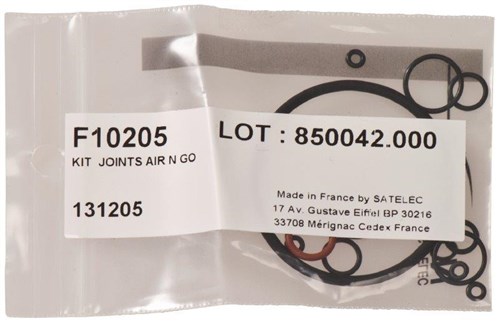 F10205
LOT : 850042.000
KIT JOINTS AIR N GO
131205
Made in France by SATELEC
17 Av. Gustave Eiffel BP 30216
33708 Mérignac Cedex France